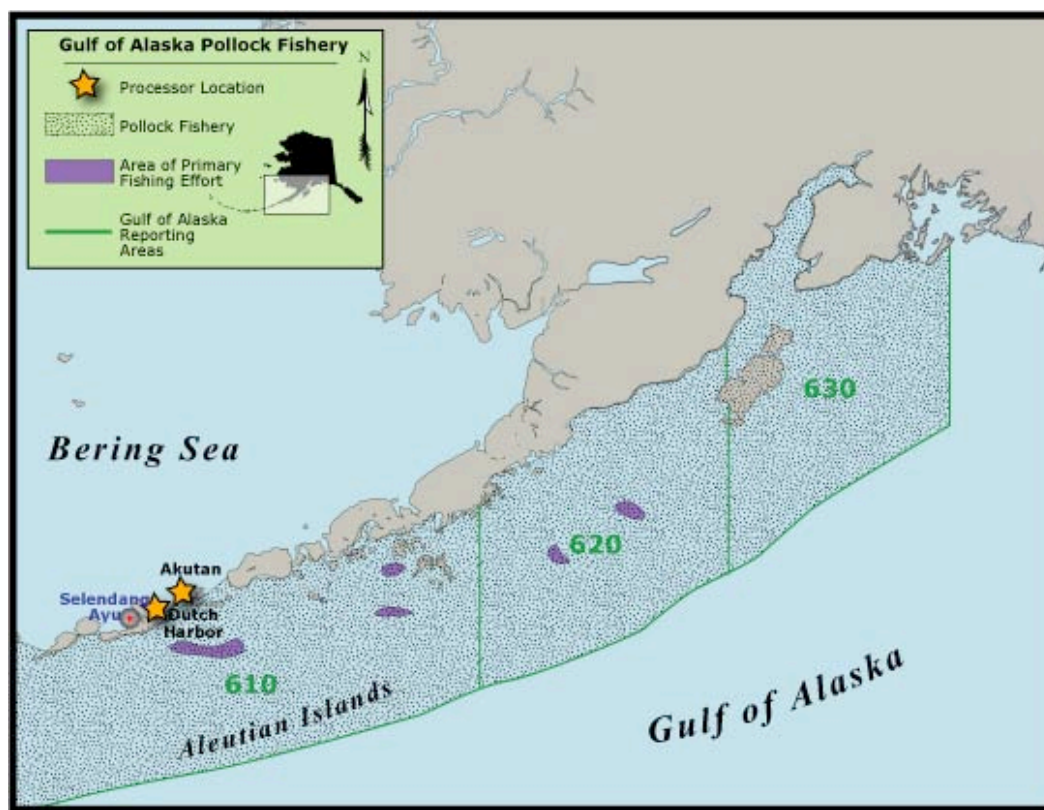 Gulf of Alaska Pollock Fishery
N
Processor Location
Pollock Fishery
Area of Primary
Fishing Effort
Gulf of Alaska
Reporting
Areas
630
Bering Sea
620
Akutan
Selendang
Ayu
Dutch
Harbor
610
Aleutian Islands
Gulf of Alaska